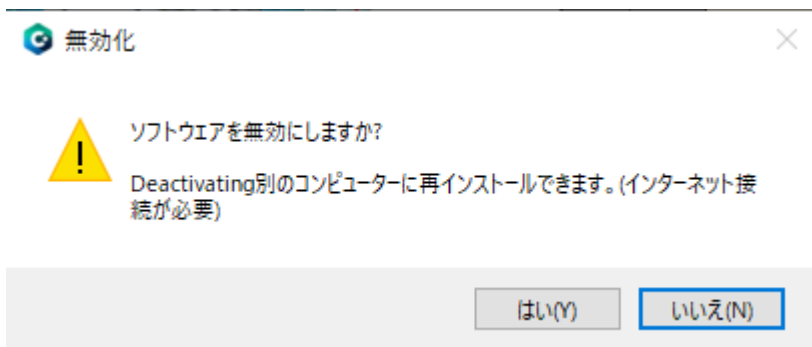 無効化
ソフトウェアを無効にしますか?
Deactivating別のコンピューターに再インストールできます。(インターネット接
続が必要)
はい(Y)
いいえ(N)